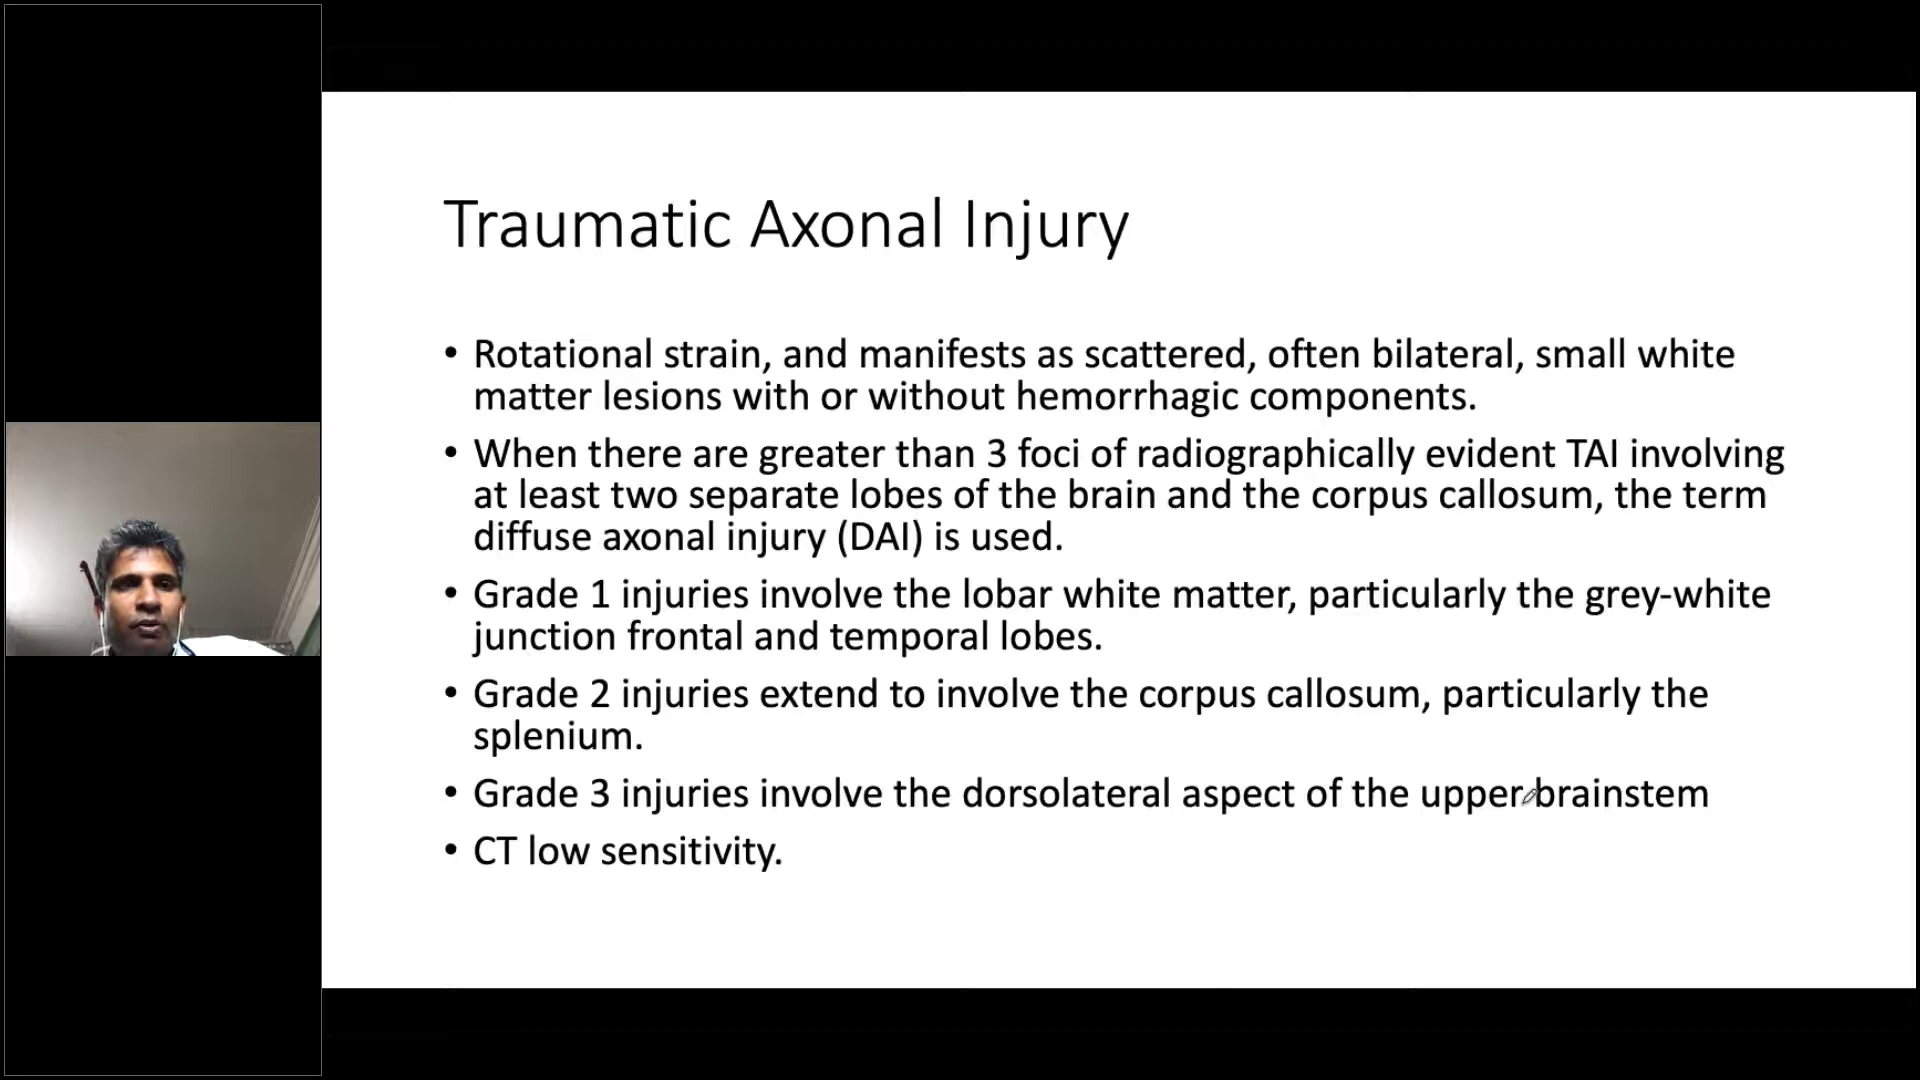 Traumatic Axonal Injury
• Rotational strain, and manifests as scattered, often bilateral, small white
matter lesions with or without hemorrhagic components.
• When there are greater than 3 foci of radiographically evident TAI involving
at least two separate lobes of the brain and the corpus callosum, the term
diffuse axonal injury (DAI) is used.
• Grade 1 injuries involve the lobar white matter, particularly the grey-white
junction frontal and temporal lobes.
• Grade 2 injuries extend to involve the corpus callosum, particularly the
splenium.
• Grade 3 injuries involve the dorsolateral aspect of the upper brainstem
• CT low sensitivity.